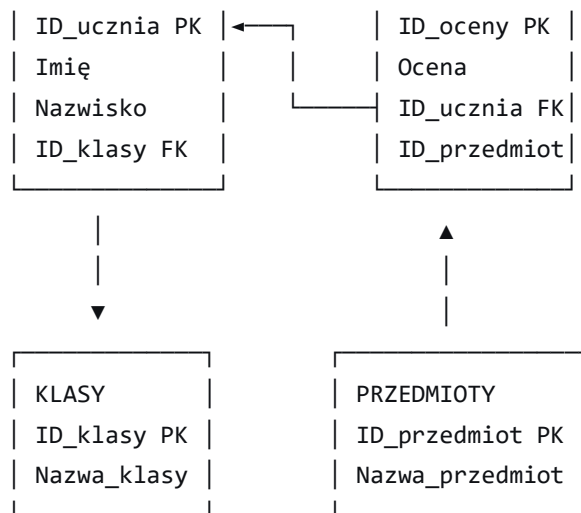 ID_ucznia PK
Imię
Nazwisko
ID_klasy FK
ID_oceny PK
Ocena
ID_ucznia FK
ID_przedmiot
KLASY
ID_klasy PK
Nazwa_klasy
PRZEDMIOTY
ID_przedmiot PK
Nazwa_przedmiot